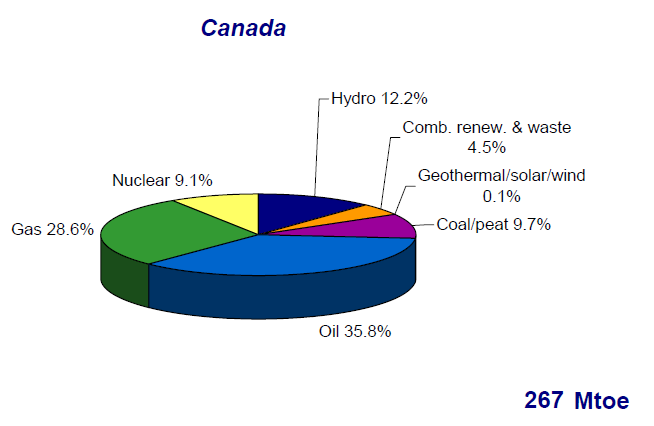 Canada
Hydro 12.2%
Comb. renew. & waste
4.5%
Geothermal/solar/wind
0.1%
Nuclear 9.1%
Coal/peat 9.7%
Gas 28.6%
Oil 35.8%
267 Mtoe